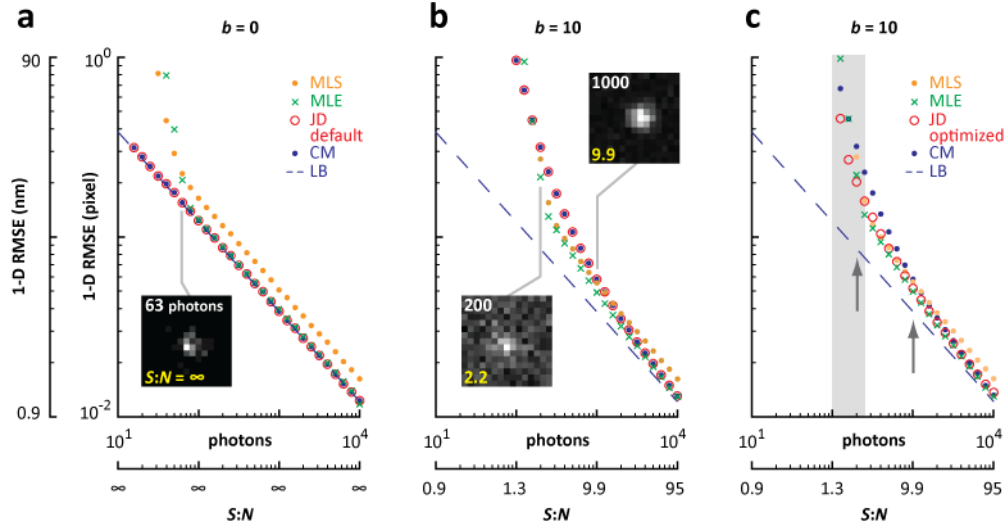 a
b = 0
b
b = 10
c
b = 10
90
10^0
MLS
MLE
JD
default
CM
LB
1-D RMSE (nm)
1-D RMSE (pixel)
63 photons
S:N = ∞
0.9
10^-2
10^1
photons
10^4
∞ ∞ ∞ ∞
S:N
1000
9.9
200
2.2
10^1
photons
10^4
0.9 1.3 9.9 95
S:N
MLS
MLE
JD
optimized
CM
LB
10^1
photons
10^4
0.9 1.3 9.9 95
S:N